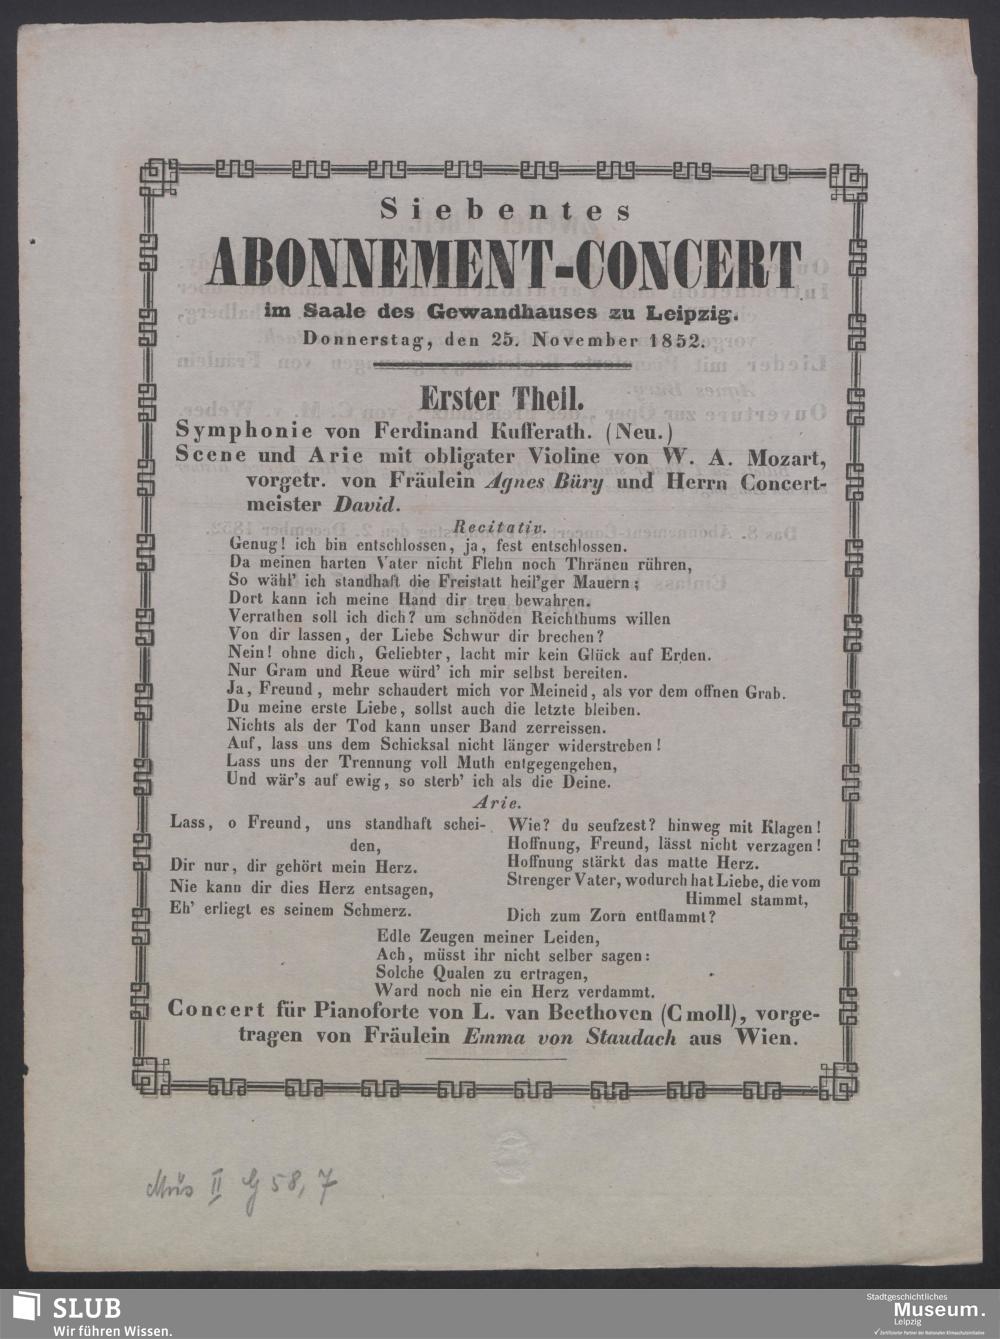 Siebentes
ABONNEMENT-CONCERT
im Saale des Gewandhauses zu Leipzig.
Donnerstag, den 25. November 1852.
Erster Theil.
Symphonie von Ferdinand Kufferath. (Neu.)
Scene und Arie mit obligater Violine von W. A. Mozart,
vorgetr. von Fräulein Agnes Büry und Herrn Concert-
meister David.
Recitativ.
Genug! ich bin entschlossen, ja, fest entschlossen.
Da meinen harten Vater nicht Flehn noch Thränen rühren,
So wähl' ich standhaft die Freistatt heil'ger Mauern;
Dort kann ich meine Hand dir treu bewahren.
Verrathen soll ich dich? um schnöden Reichthums willen
Von dir lassen, der Liebe Schwur dir brechen?
Nein! ohne dich, Geliebter, lacht mir kein Glück auf Erden.
Nur Gram und Reue würd' ich mir selbst bereiten.
Ja, Freund, mehr schaudert mich vor Meineid, als vor dem offnen Grab.
Du meine erste Liebe, sollst auch die letzte bleiben.
Nichts als der Tod kann unser Band zerreissen.
Auf, lass uns dem Schicksal nicht länger widerstreben!
Lass uns der Trennung voll Muth entgegengehen,
Und wär's auf ewig, so sterb' ich als die Deine.
Arie.
Lass, o Freund, uns standhaft schei-
den,
Dir nur, dir gehört mein Herz.
Nie kann dir dies Herz entsagen,
Eh' erliegt es seinem Schmerz.
Wie? du seufzest? hinweg mit Klagen!
Hoffnung, Freund, lässt nicht verzagen!
Hoffnung stärkt das matte Herz.
Strenger Vater, wodurch hat Liebe, die vom
Himmel stammt,
Dich zum Zorn entflammt?
Edle Zeugen meiner Leiden,
Ach, müsst ihr nicht selber sagen:
Solche Qualen zu ertragen,
Ward noch nie ein Herz verdammt.
Concert für Pianoforte von L. van Beethoven (C moll), vorge-
tragen von Fräulein Emma von Staudach aus Wien.
Mus II G 58, 7
SLUB
Wir führen Wissen.
Stadtgeschichtliches
Museum.
Leipzig
Zertifizierter Partner der Nationalen Klimaschutzinitiative